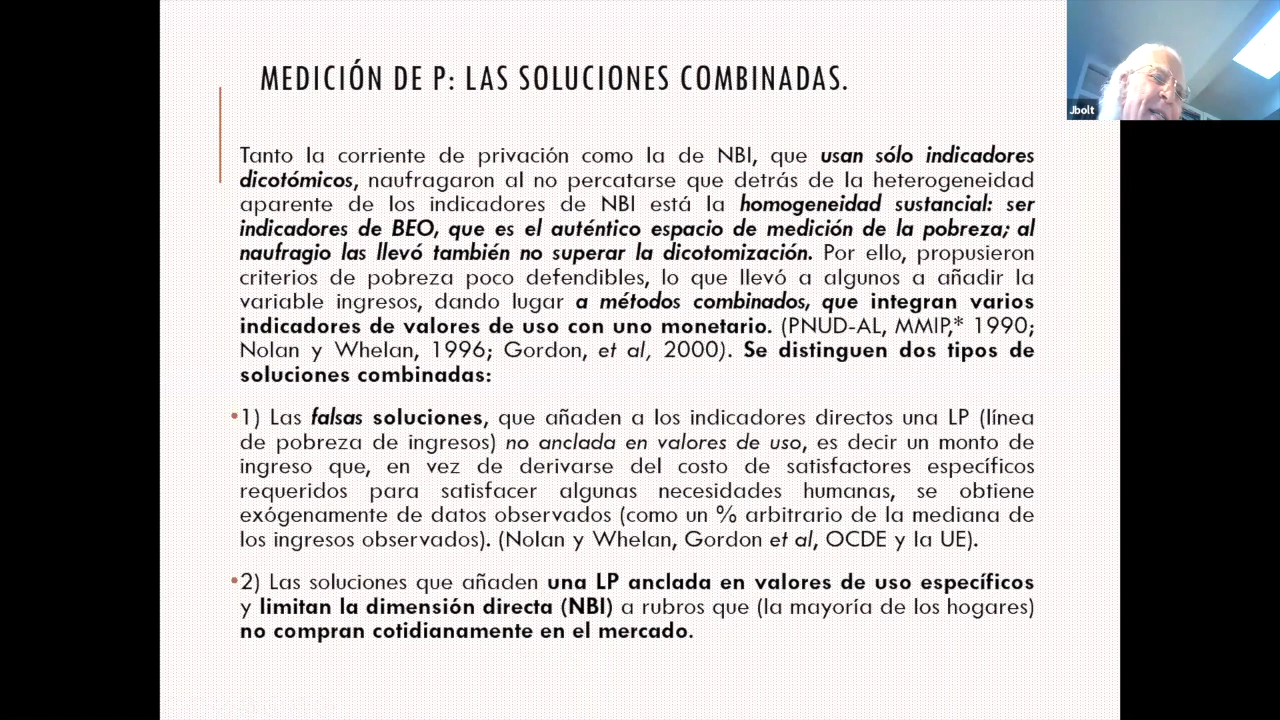 MEDICIÓN DE P: LAS SOLUCIONES COMBINADAS.
Jbolt
Tanto la corriente de privación como la de NBI, que usan sólo indicadores
dicotómicos, naufragaron al no percatarse que detrás de la heterogeneidad
aparente de los indicadores de NBI está la homogeneidad sustancial: ser
indicadores de BEO, que es el auténtico espacio de medición de la pobreza; al
naufragio las llevó también no superar la dicotomización. Por ello, propusieron
criterios de pobreza poco defendibles, lo que llevó a algunos a añadir la
variable ingresos, dando lugar a métodos combinados, que integran varios
indicadores de valores de uso con uno monetario. (PNUD-AL, MMIP,* 1990;
Nolan y Whelan, 1996; Gordon, et al, 2000). Se distinguen dos tipos de
soluciones combinadas:
•1) Las falsas soluciones, que añaden a los indicadores directos una LP (línea
de pobreza de ingresos) no anclada en valores de uso, es decir un monto de
ingreso que, en vez de derivarse del costo de satisfactores específicos
requeridos para satisfacer algunas necesidades humanas, se obtiene
exógenamente de datos observados (como un % arbitrario de la mediana de
los ingresos observados). (Nolan y Whelan, Gordon et al, OCDE y la UE).
•2) Las soluciones que añaden una LP anclada en valores de uso específicos
y limitan la dimensión directa (NBI) a rubros que (la mayoría de los hogares)
no compran cotidianamente en el mercado.